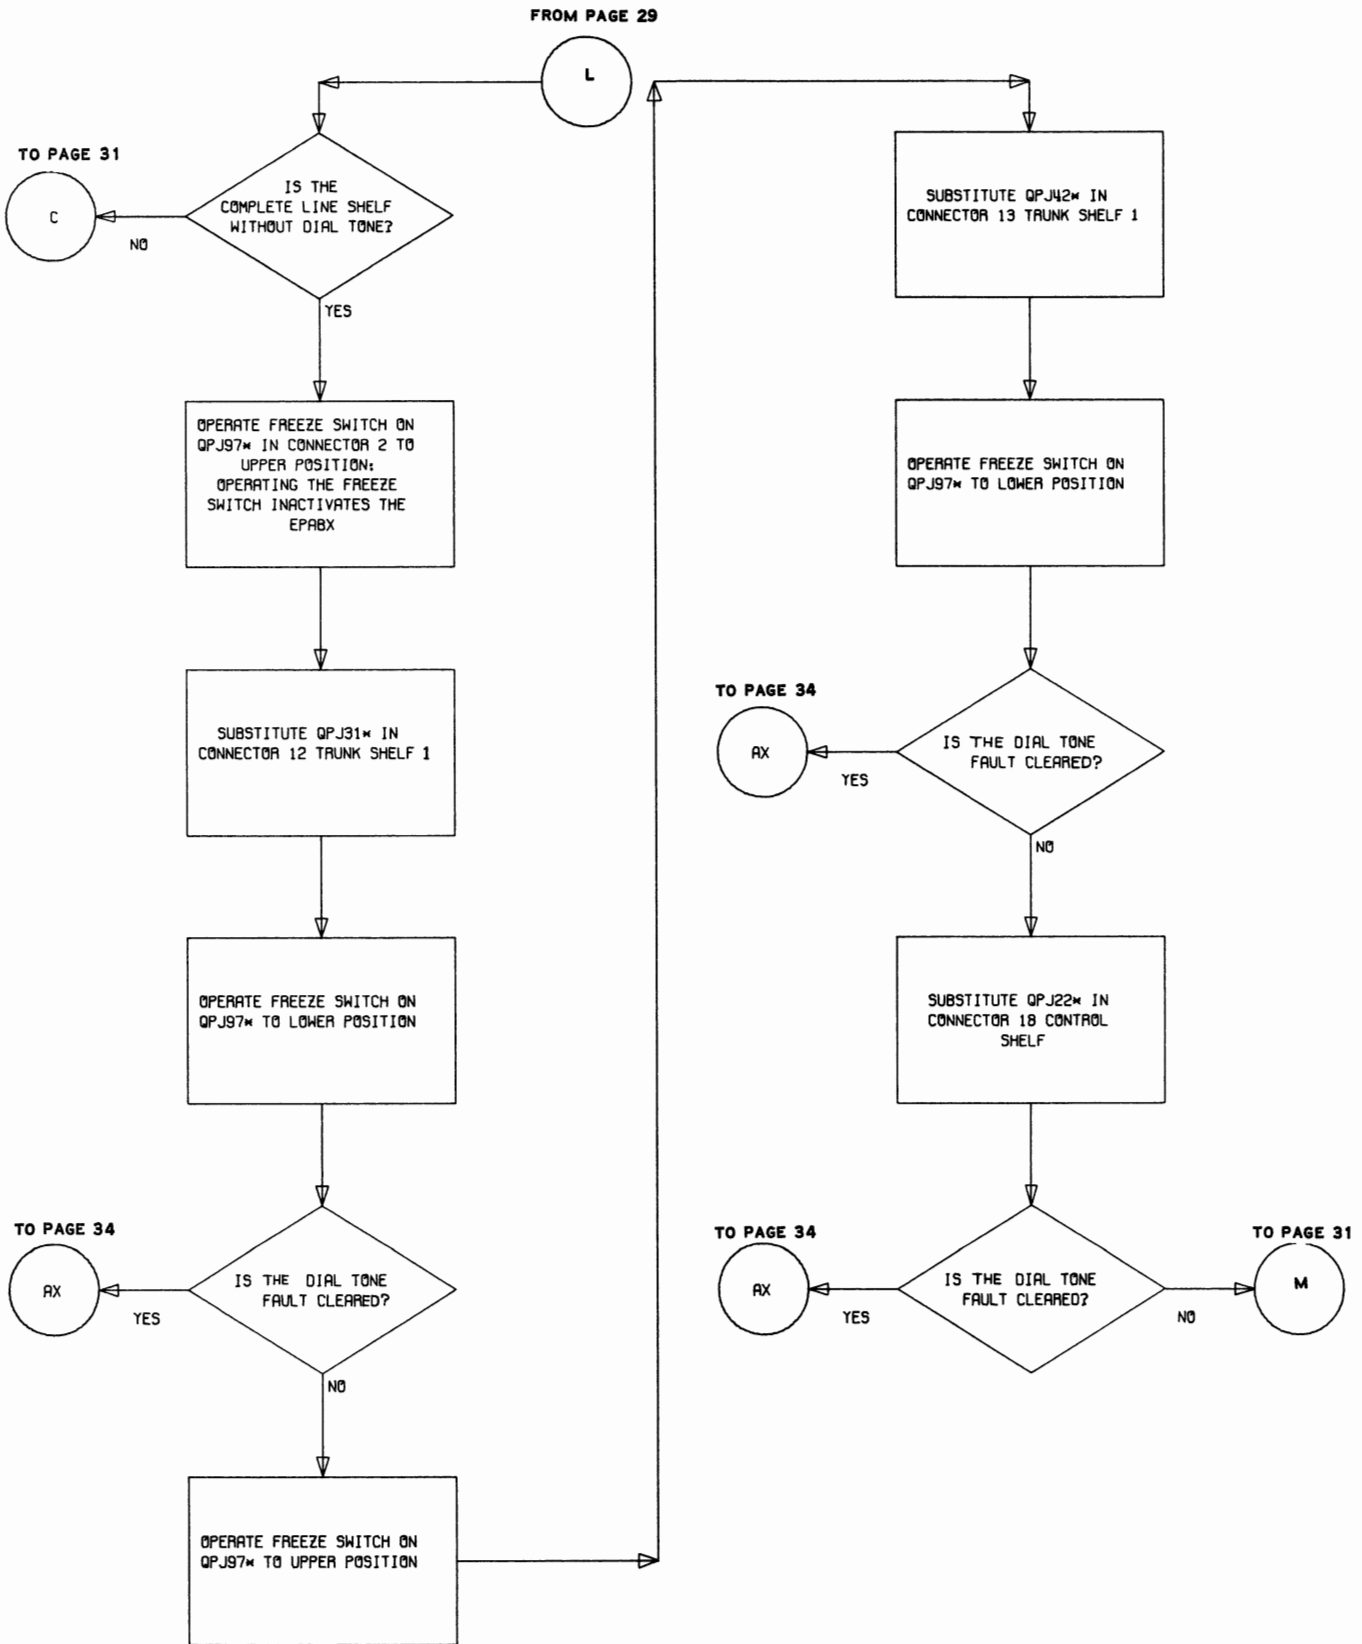 FROM PAGE 29
L
TO PAGE 31
C
NO
IS THE
COMPLETE LINE SHELF
WITHOUT DIAL TONE?
YES
OPERATE FREEZE SWITCH ON
QPJ97* IN CONNECTOR 2 TO
UPPER POSITION:
OPERATING THE FREEZE
SWITCH INACTIVATES THE
EPABX
SUBSTITUTE QPJ31* IN
CONNECTOR 12 TRUNK SHELF 1
OPERATE FREEZE SWITCH ON
QPJ97* TO LOWER POSITION
TO PAGE 34
AX
YES
IS THE DIAL TONE
FAULT CLEARED?
NO
OPERATE FREEZE SWITCH ON
QPJ97* TO UPPER POSITION
SUBSTITUTE QPJ42* IN
CONNECTOR 13 TRUNK SHELF 1
OPERATE FREEZE SWITCH ON
QPJ97* TO LOWER POSITION
TO PAGE 34
AX
YES
IS THE DIAL TONE
FAULT CLEARED?
NO
SUBSTITUTE QPJ22* IN
CONNECTOR 18 CONTROL
SHELF
TO PAGE 34
AX
YES
IS THE DIAL TONE
FAULT CLEARED?
NO
TO PAGE 31
M